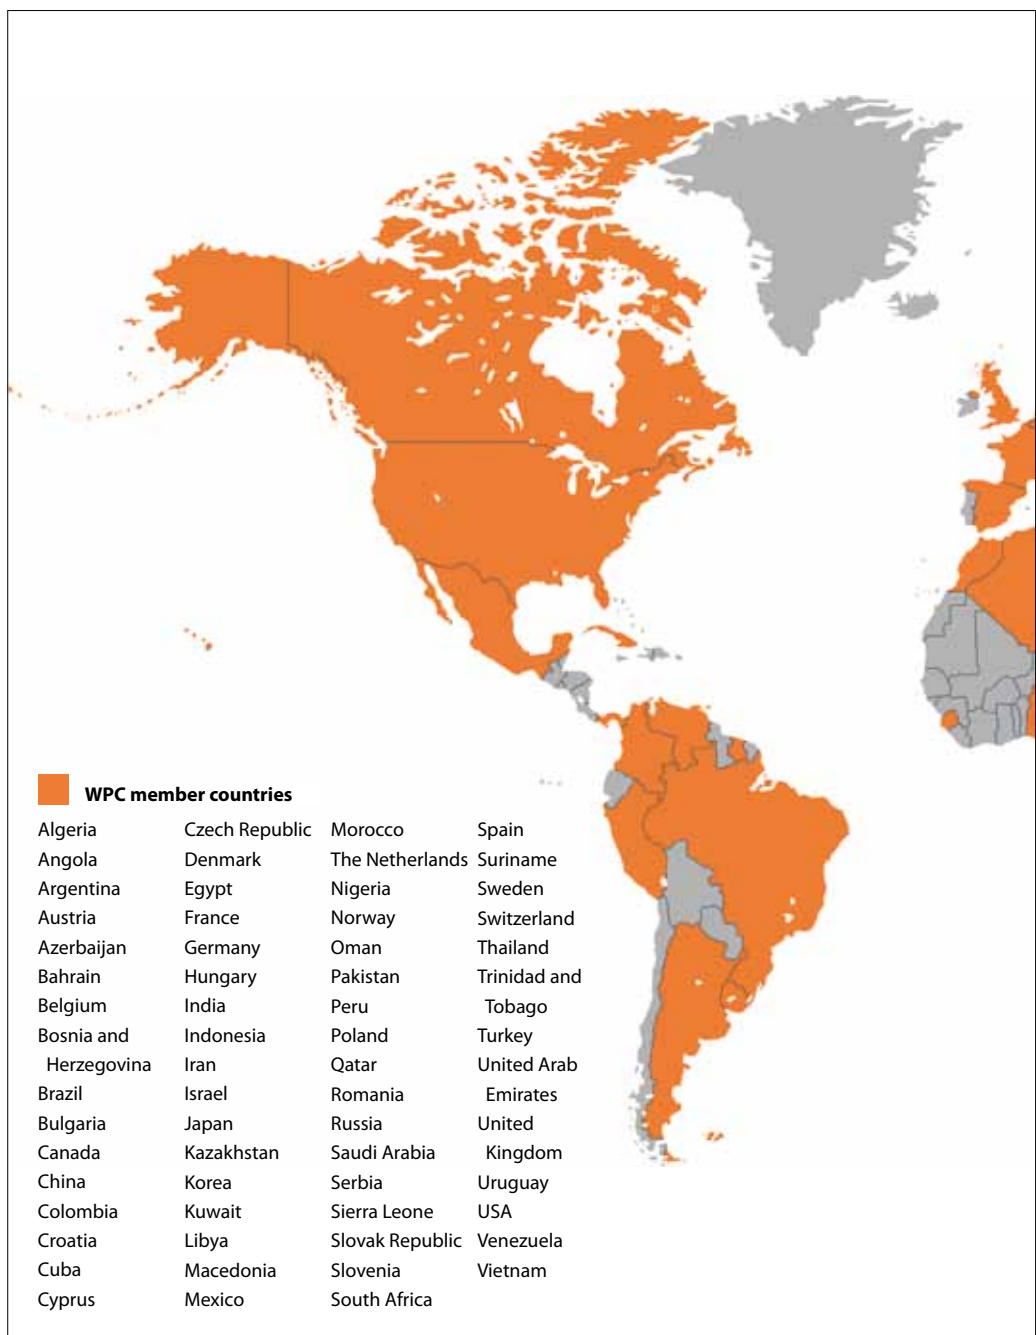 WPC member countries
Algeria
Angola
Argentina
Austria
Azerbaijan
Bahrain
Belgium
Bosnia and
Herzegovina
Brazil
Bulgaria
Canada
China
Colombia
Croatia
Cuba
Cyprus
Czech Republic
Denmark
Egypt
France
Germany
Hungary
India
Indonesia
Iran
Israel
Japan
Kazakhstan
Korea
Kuwait
Libya
Macedonia
Mexico
Morocco
The Netherlands
Nigeria
Norway
Oman
Pakistan
Peru
Poland
Qatar
Romania
Russia
Saudi Arabia
Serbia
Sierra Leone
Slovak Republic
Slovenia
South Africa
Spain
Suriname
Sweden
Switzerland
Thailand
Trinidad and
Tobago
Turkey
United Arab
Emirates
United
Kingdom
Uruguay
USA
Venezuela
Vietnam